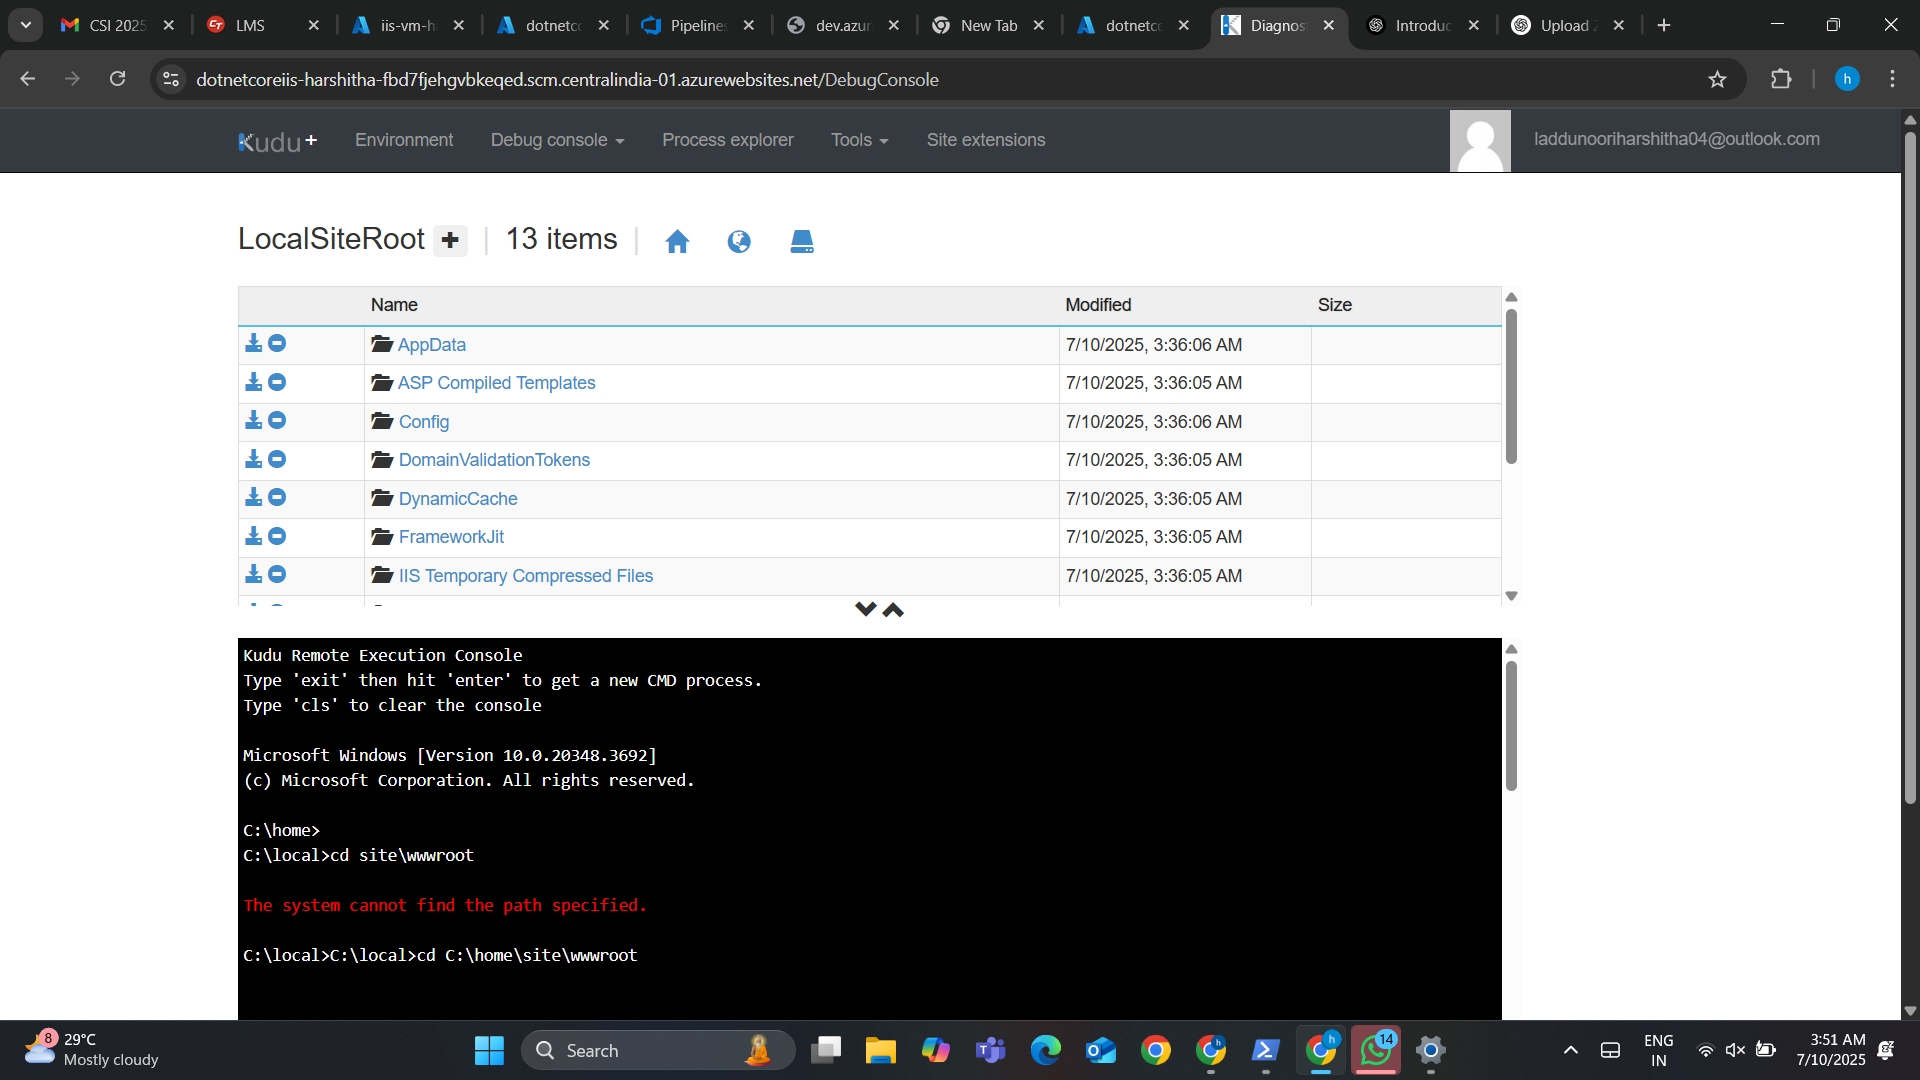 CSI 2025
LMS
iis-vm-h
dotnetco
Pipelines
dev.azur
New Tab
dotnetco
Diagnos
Introduc
Upload
dotnetcoreiis-harshitha-fbd7fjehgvbkeqed.scm.centralindia-01.azurewebsites.net/DebugConsole
h
Kudu+
Environment
Debug console
Process explorer
Tools
Site extensions
laddunooriharshitha04@outlook.com
LocalSiteRoot + | 13 items |
Name Modified Size
AppData 7/10/2025, 3:36:06 AM
ASP Compiled Templates 7/10/2025, 3:36:05 AM
Config 7/10/2025, 3:36:06 AM
DomainValidationTokens 7/10/2025, 3:36:05 AM
DynamicCache 7/10/2025, 3:36:05 AM
FrameworkJit 7/10/2025, 3:36:05 AM
IIS Temporary Compressed Files 7/10/2025, 3:36:05 AM
Kudu Remote Execution Console
Type 'exit' then hit 'enter' to get a new CMD process.
Type 'cls' to clear the console
Microsoft Windows [Version 10.0.20348.3692]
(c) Microsoft Corporation. All rights reserved.
C:\home>
C:\local>cd site\wwwroot
The system cannot find the path specified.
C:\local>C:\local>cd C:\home\site\wwwroot
8
29°C
Mostly cloudy
Search
14
ENG
IN
3:51 AM
7/10/2025